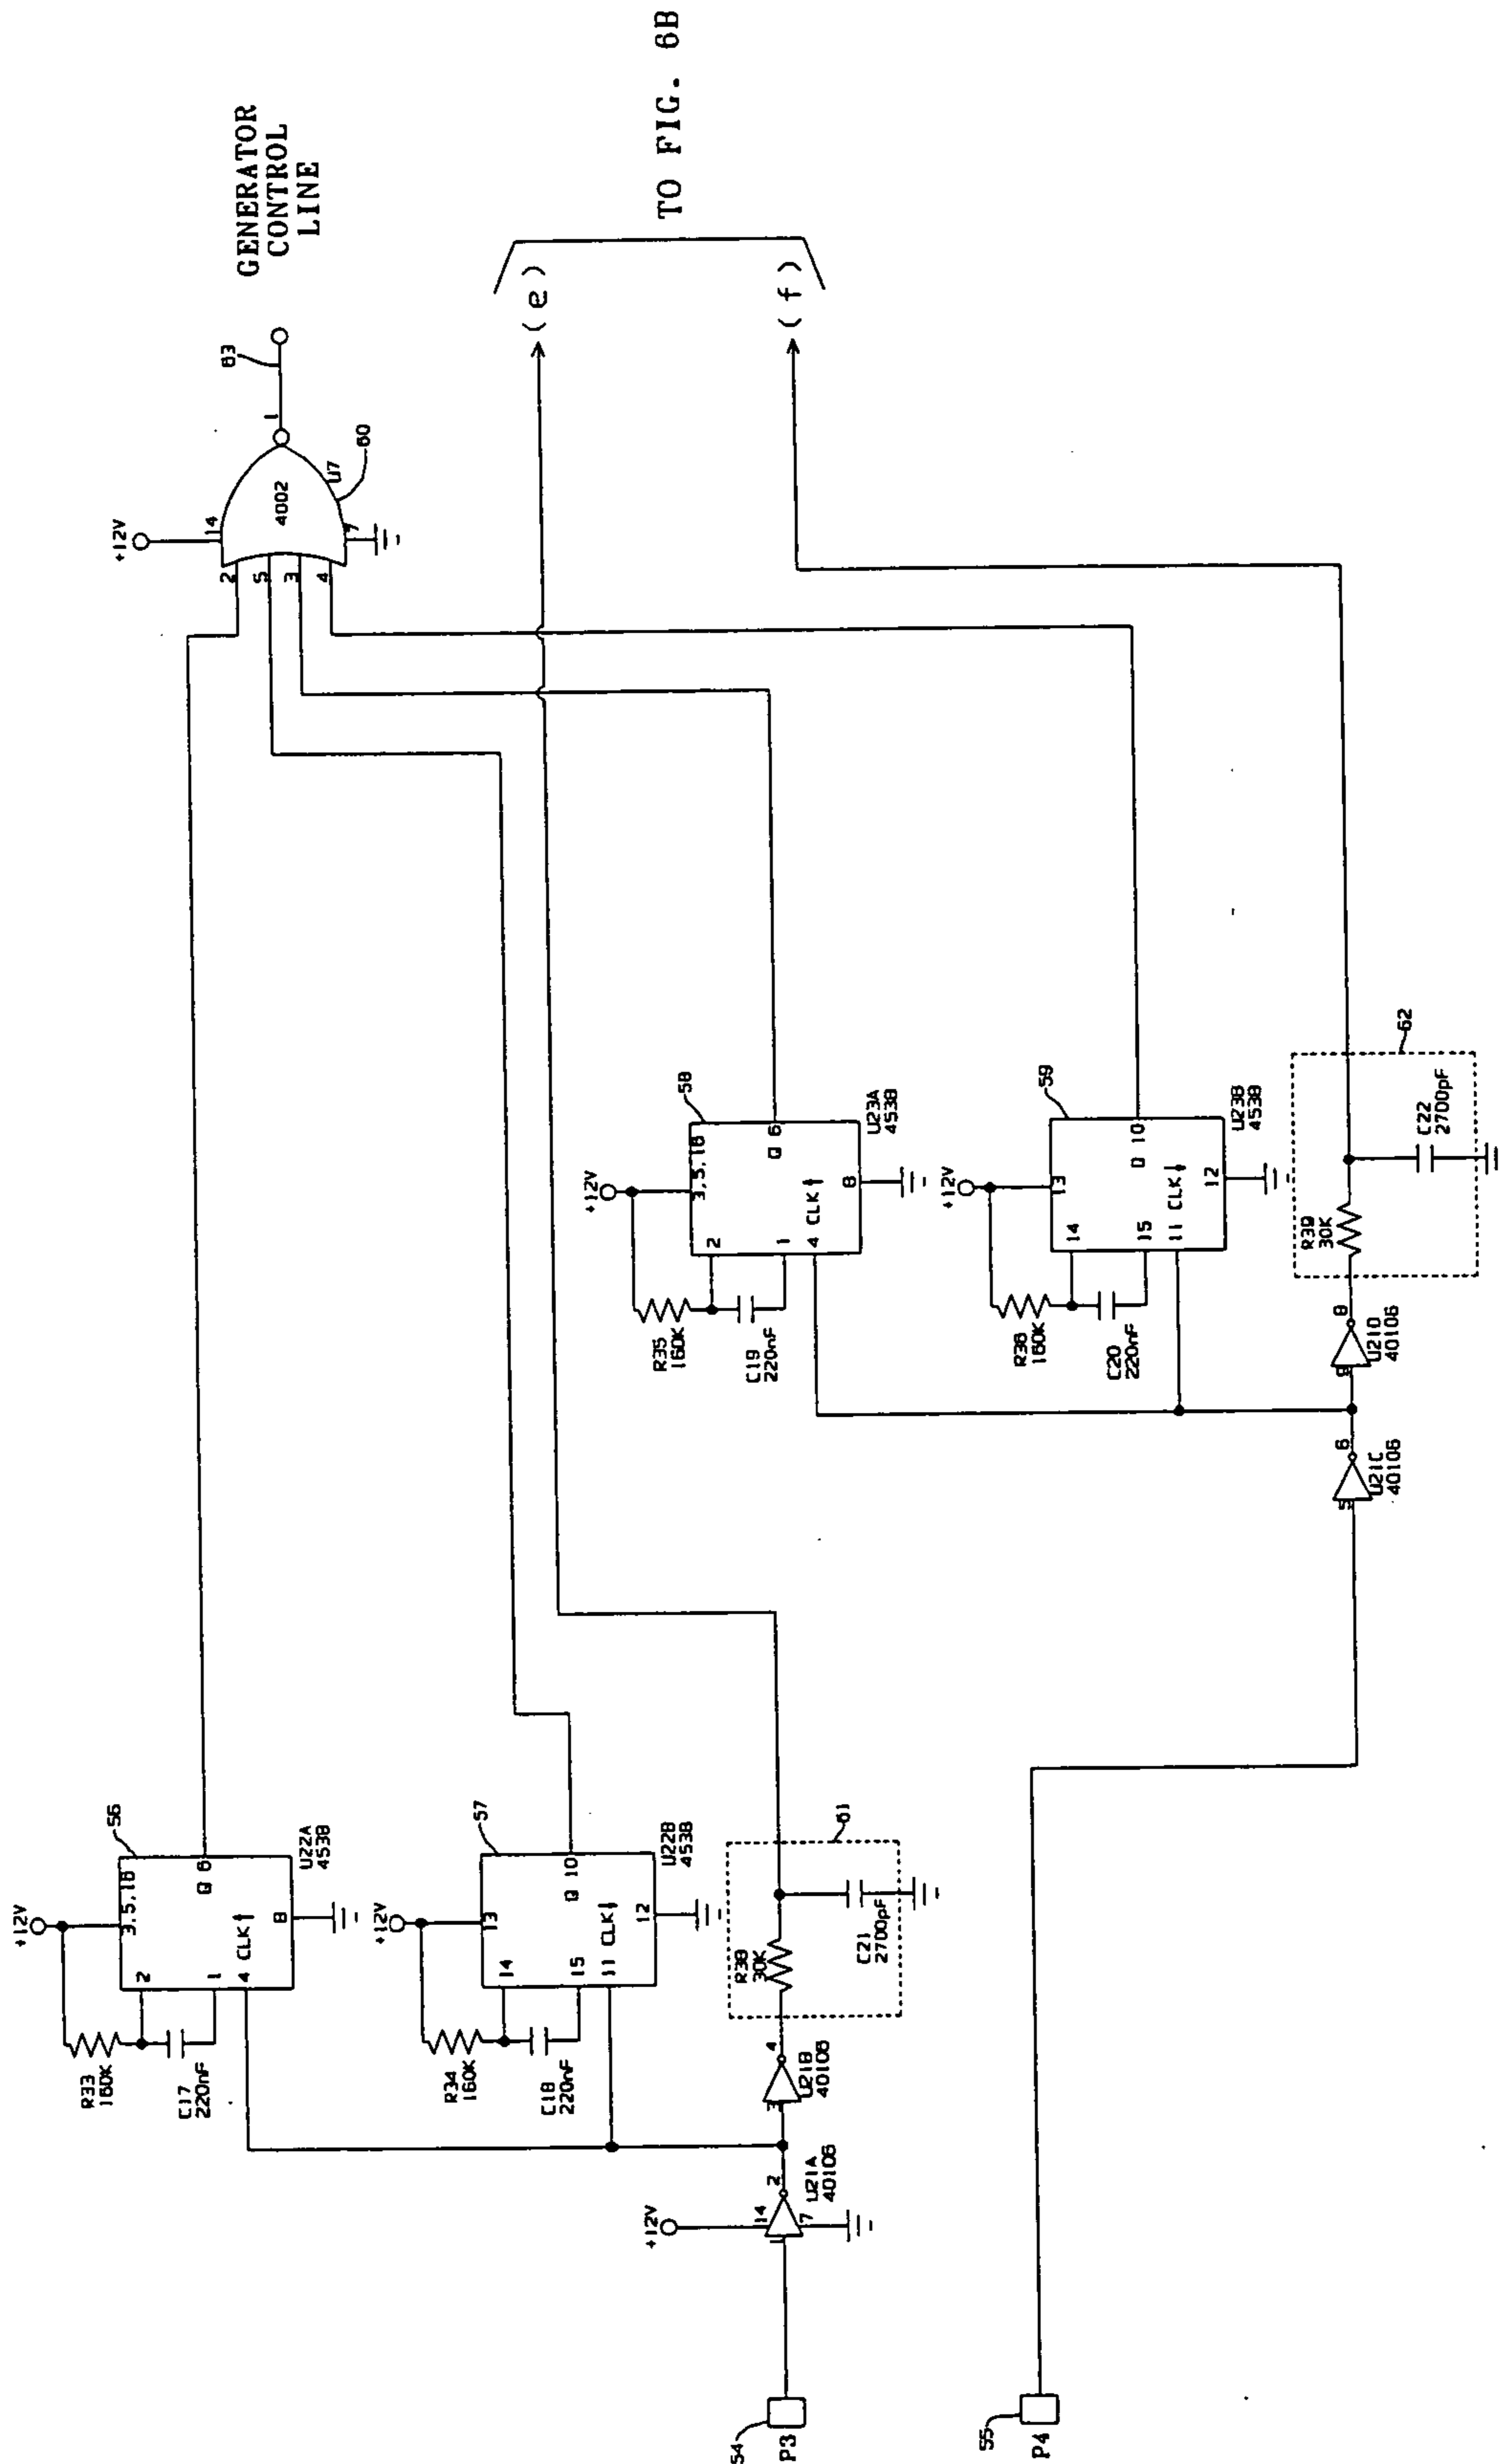 GENERATOR
CONTROL
LINE
TO FIG. 6B
(e)
(f)
63
1
+12V
14
4002
U7
60
7
2
5
3
4
+12V
56
3,5,16
Q 6
U22A
4538
2
1
4 CLK
8
R33
160K
C17
220nF
+12V
57
13
Q 10
U22B
4538
14
15
11 CLK
12
R34
160K
C18
220nF
+12V
58
3,5,16
Q 6
U23A
4538
2
1
4 CLK
8
R35
160K
C19
220nF
+12V
59
13
Q 10
U23B
4538
14
15
11 CLK
12
R36
160K
C20
220nF
61
R38
30K
C21
2700pF
4
3
U21B
40106
2
U21A
40106
+12V
14
1
7
54
P3
62
R39
30K
C22
2700pF
8
9
U21D
40106
6
5
U21C
40106
55
P4